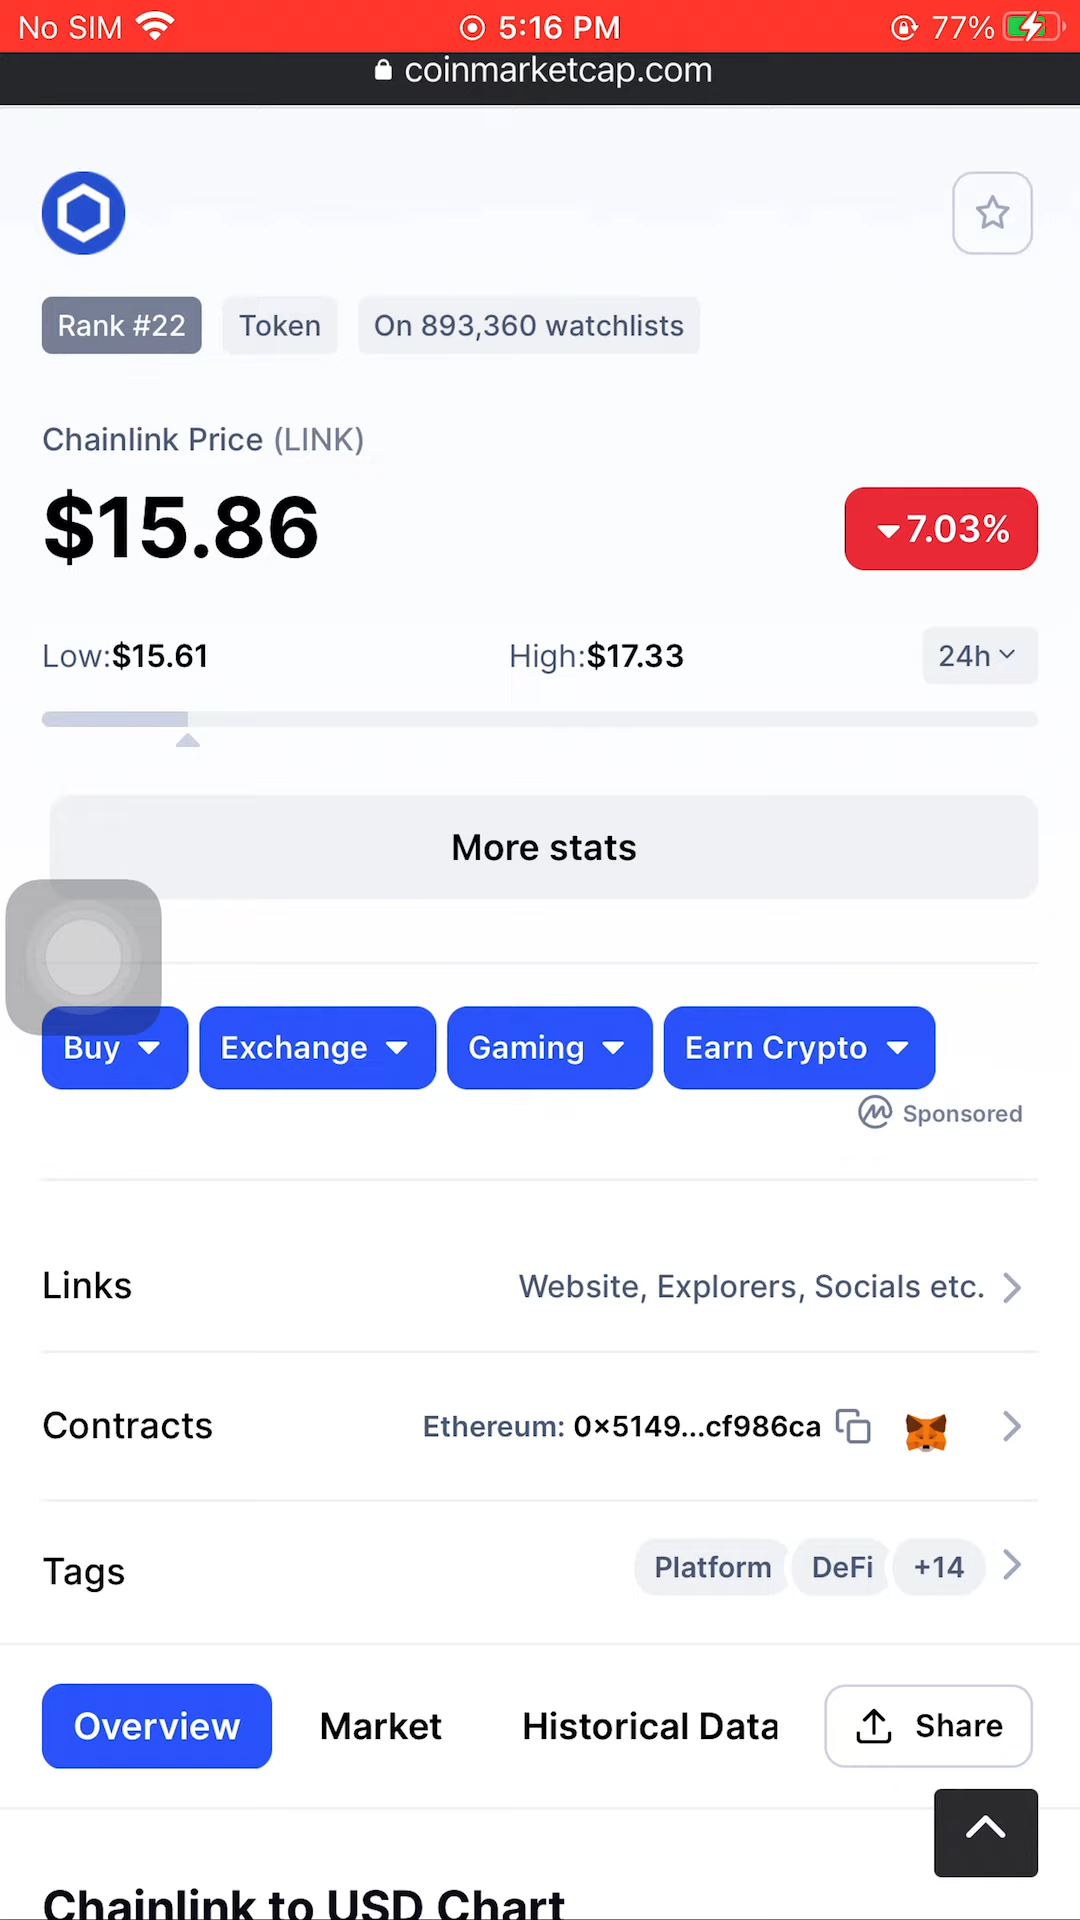 No SIM 5:16 PM 77%
coinmarketcap.com
Rank #22 Token On 893,360 watchlists
Chainlink Price (LINK)
$15.86 7.03%
Low:$15.61 High:$17.33 24h
More stats
Buy Exchange Gaming Earn Crypto
Sponsored
Links Website, Explorers, Socials etc.
Contracts Ethereum: 0x5149...cf986ca
Tags Platform DeFi +14
Overview Market Historical Data Share
Chainlink to USD Chart